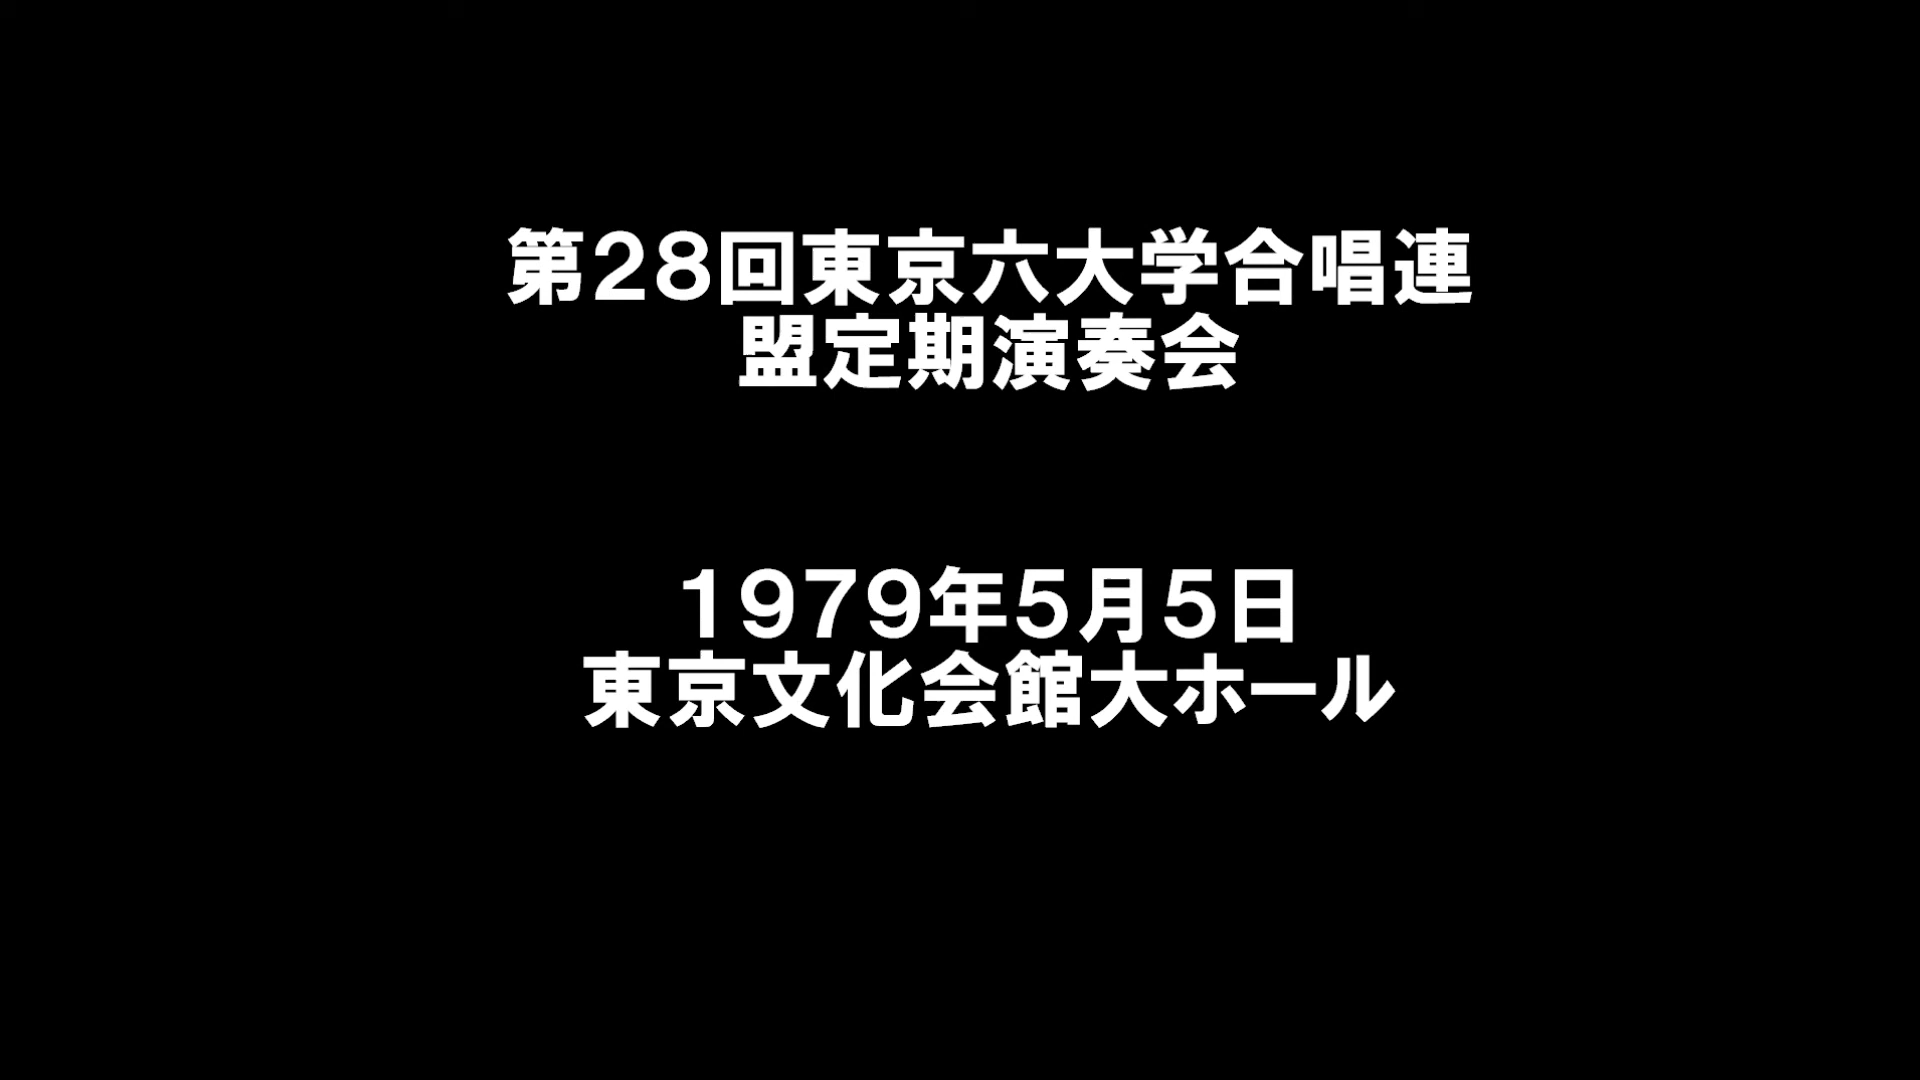 第２８回東京六大学合唱連
盟定期演奏会
１９７９年５月５日
東京文化会館大ホール